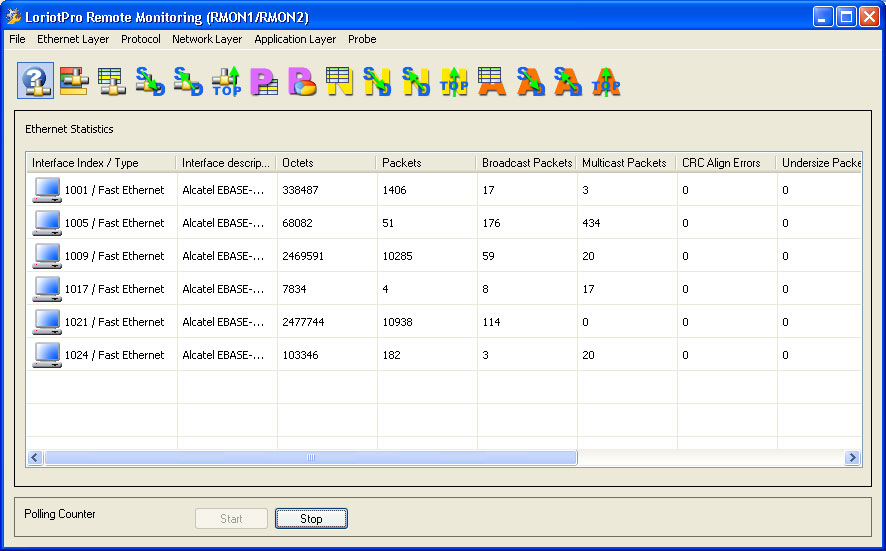 LoriotPro Remote Monitoring (RMON1/RMON2)
File Ethernet Layer Protocol Network Layer Application Layer Probe
S D S D TOP P P N N S D N S D N TOP A A S D A S D A TOP
Ethernet Statistics
Interface Index / Type Interface descrip... Octets Packets Broadcast Packets Multicast Packets CRC Align Errors Undersize Packe
1001 / Fast Ethernet Alcatel EBASE-... 338487 1406 17 3 0 0
1005 / Fast Ethernet Alcatel EBASE-... 68082 51 176 434 0 0
1009 / Fast Ethernet Alcatel EBASE-... 2469591 10285 59 20 0 0
1017 / Fast Ethernet Alcatel EBASE-... 7834 4 8 17 0 0
1021 / Fast Ethernet Alcatel EBASE-... 2477744 10938 114 0 0 0
1024 / Fast Ethernet Alcatel EBASE-... 103346 182 3 20 0 0
Polling Counter Start Stop